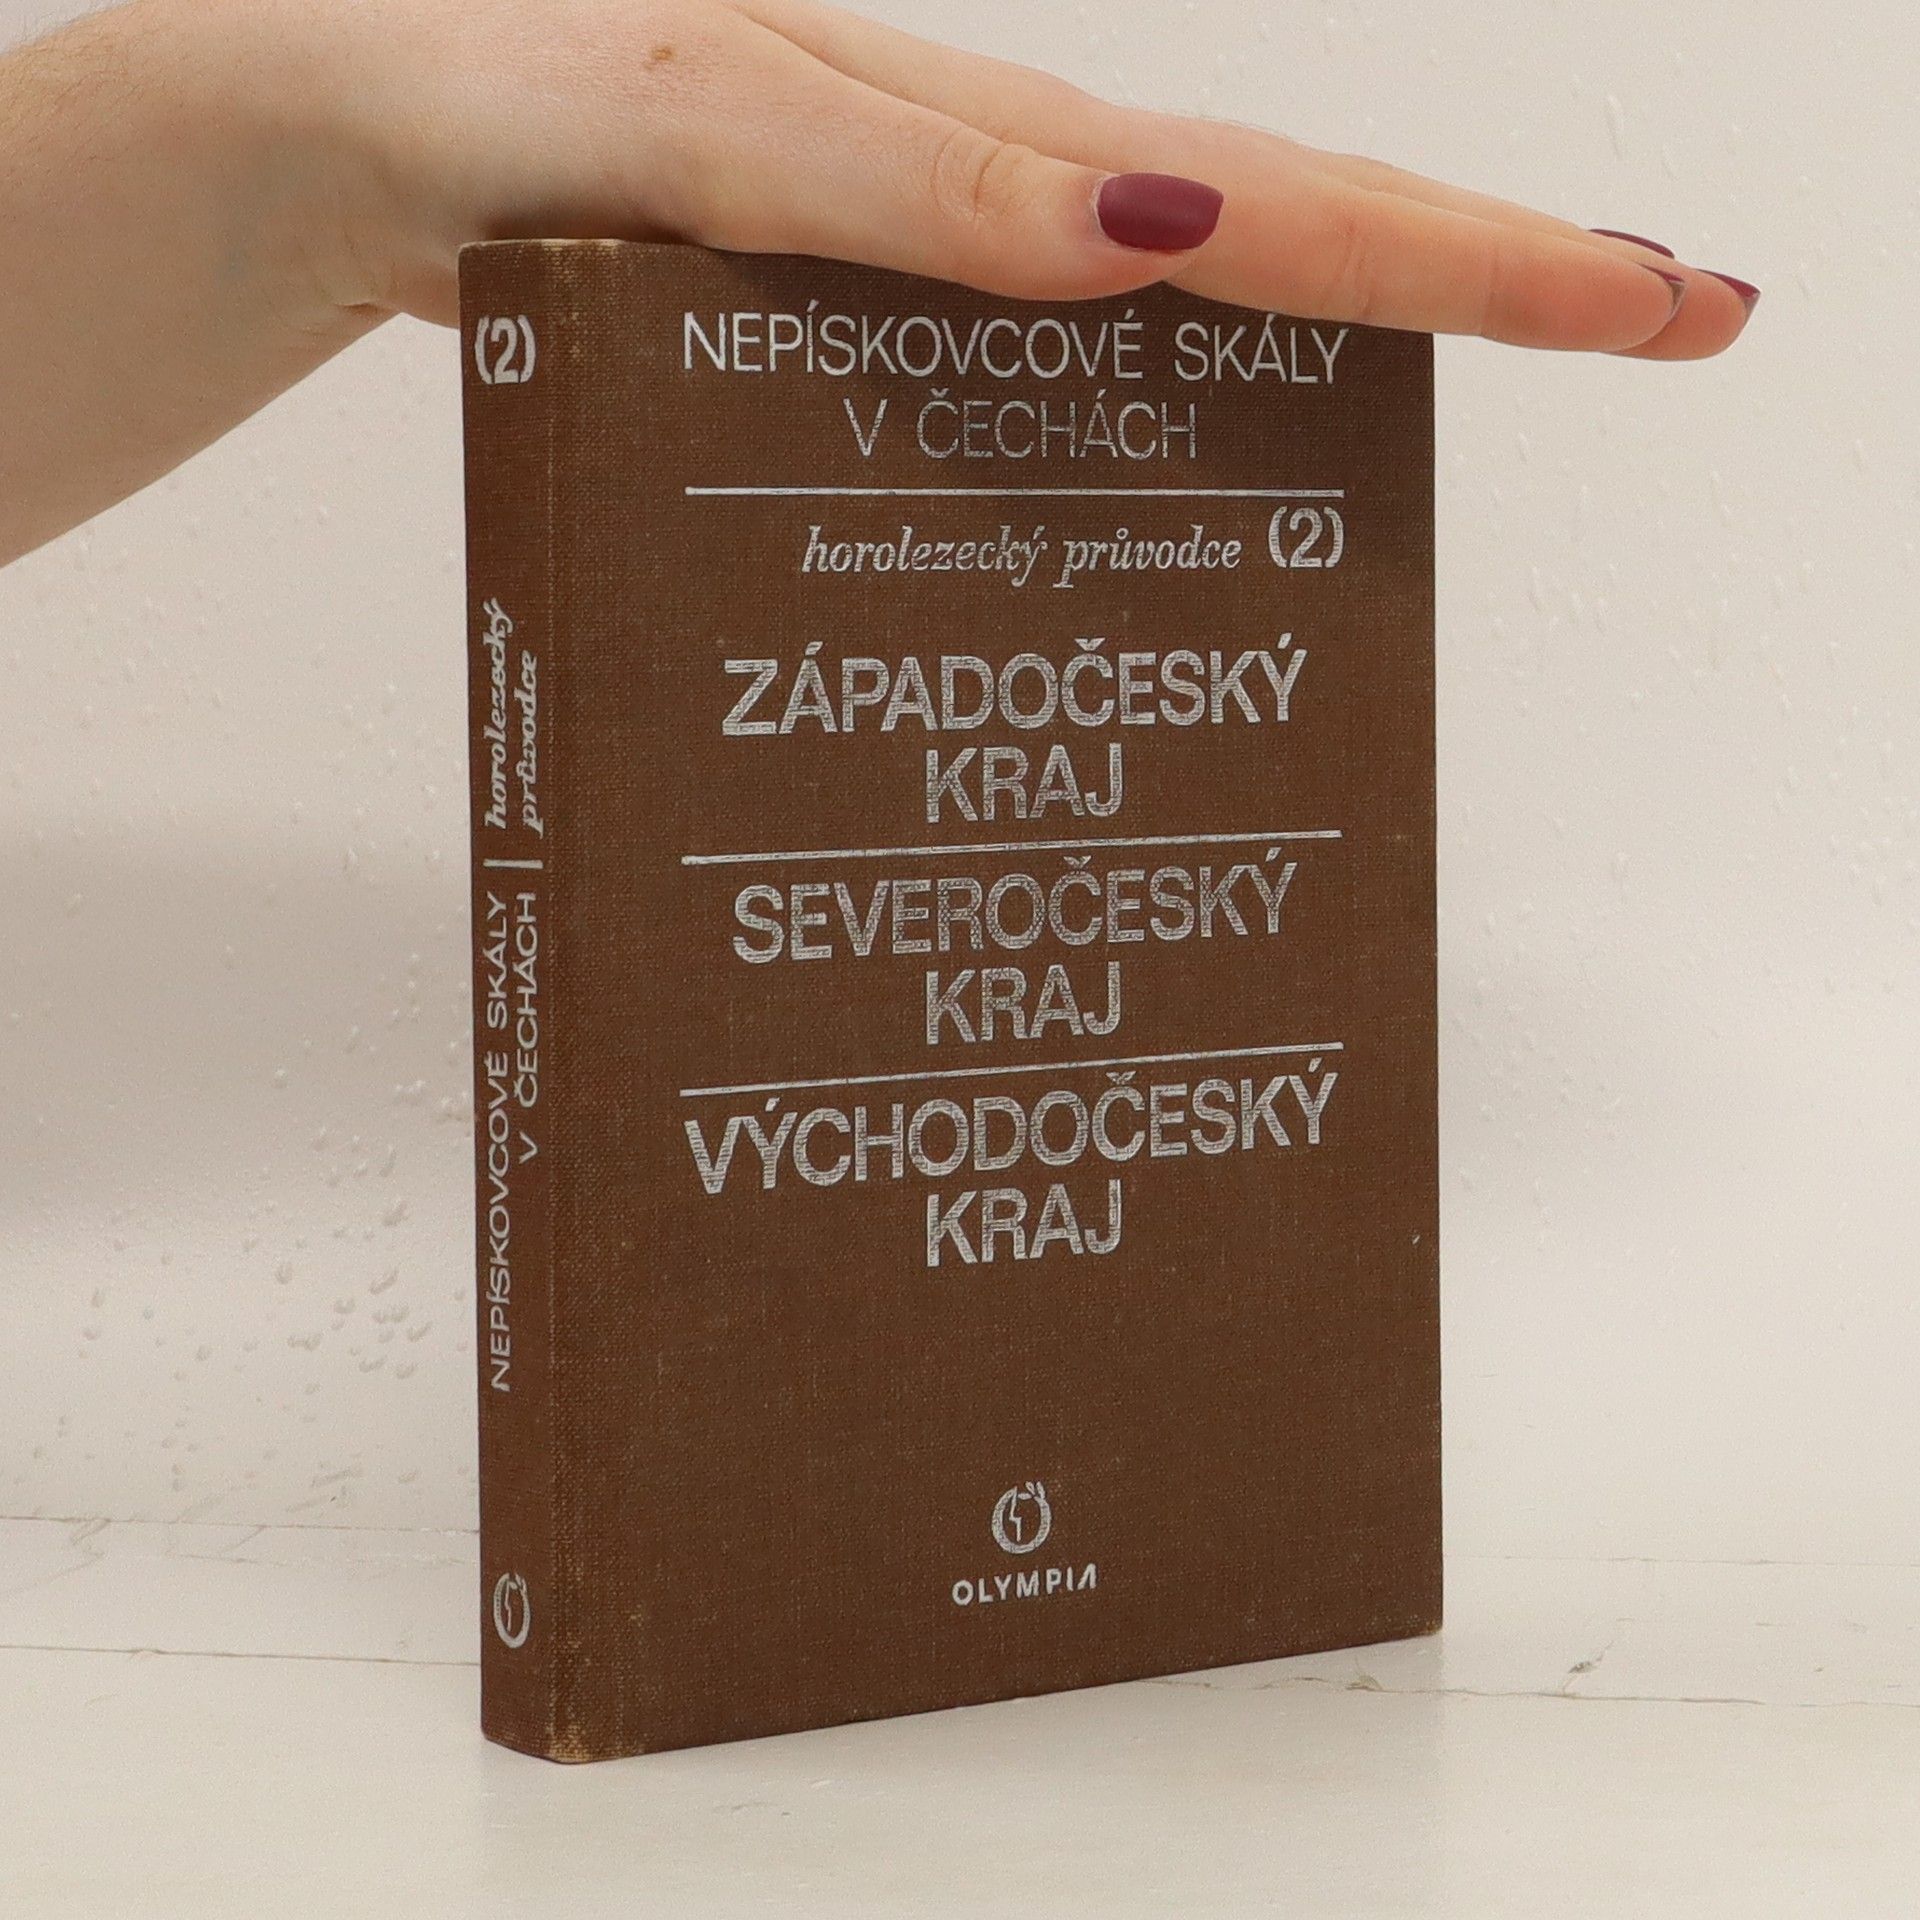 (2)
horolezecký
průvodce
NEPÍSKOVCOVÉ SKÁLY
V ČECHÁCH
NEPÍSKOVCOVÉ SKÁLY
V ČECHÁCH
horolezecký průvodce (2)
ZÁPADOČESKÝ
KRAJ
SEVEROČESKÝ
KRAJ
VÝCHODOČESKÝ
KRAJ
OLYMPIA